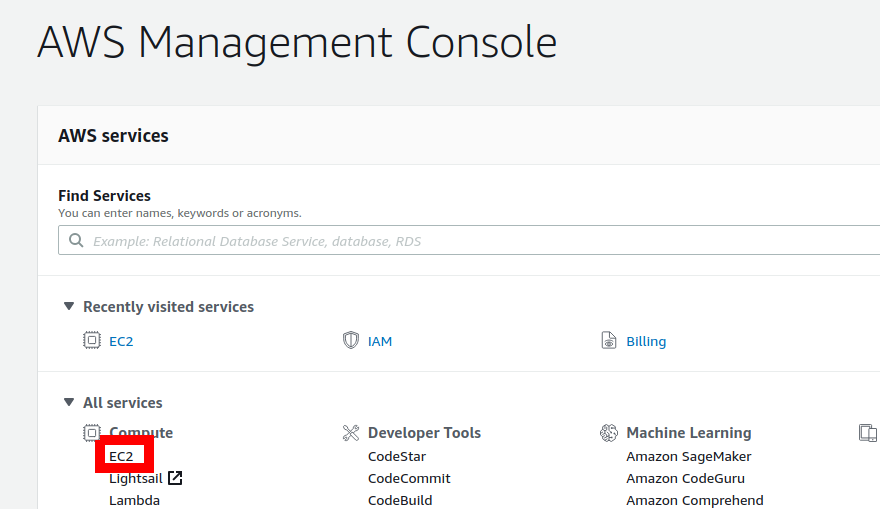 AWS Management Console
AWS services
Find Services
You can enter names, keywords or acronyms.
Example: Relational Database Service, database, RDS
Recently visited services
EC2 IAM Billing
All services
Compute Developer Tools Machine Learning
EC2 CodeStar Amazon SageMaker
Lightsail CodeCommit Amazon CodeGuru
Lambda CodeBuild Amazon Comprehend